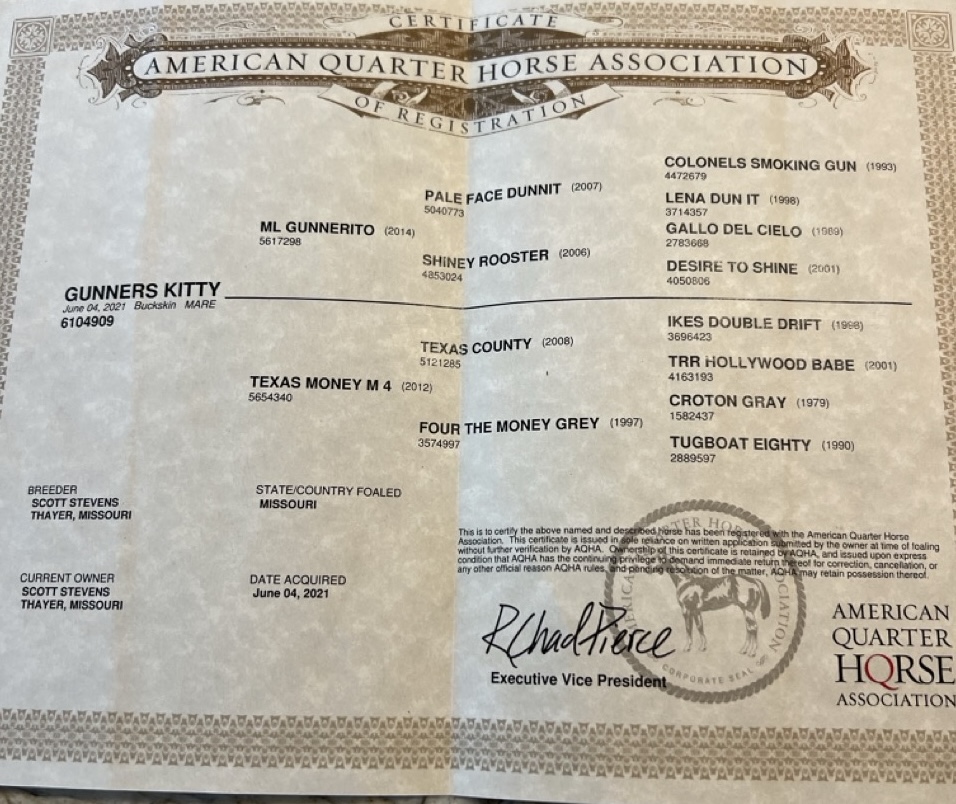 CERTIFICATE
AMERICAN QUARTER HORSE ASSOCIATION
OF REGISTRATION
COLONELS SMOKING GUN (1993)
4472679
PALE FACE DUNNIT (2007)
5040773
LENA DUN IT (1998)
3714357
ML GUNNERITO (2014)
5617298
GALLO DEL CIELO (1989)
2783668
SHINEY ROOSTER (2006)
4853024
DESIRE TO SHINE (2001)
4050806
GUNNERS KITTY
June 04, 2021 Buckskin MARE
6104909
IKES DOUBLE DRIFT (1998)
3696423
TEXAS COUNTY (2008)
5121285
TRR HOLLYWOOD BABE (2001)
4163193
TEXAS MONEY M 4 (2012)
5654340
CROTON GRAY (1979)
1582437
FOUR THE MONEY GREY (1997)
3574997
TUGBOAT EIGHTY (1990)
2889597
BREEDER
SCOTT STEVENS
THAYER, MISSOURI
STATE/COUNTRY FOALED
MISSOURI
CURRENT OWNER
SCOTT STEVENS
THAYER, MISSOURI
DATE ACQUIRED
June 04, 2021
This is to certify the above named and described horse has been registered with the American Quarter Horse
Association. This certificate is issued in sole reliance on written application submitted by the owner at time of foaling
without further verification by AQHA. Ownership of this certificate is retained by AQHA, and issued upon express
condition that AQHA has the continuing privilege to demand immediate return thereof for correction, cancellation, or
any other official reason AQHA rules, and pending resolution of the matter, AQHA may retain possession thereof.
R Chad Pierce
Executive Vice President
QUARTER HORSE ASSOCIATION
CORPORATE SEAL
AMERICAN
QUARTER
HORSE
ASSOCIATION